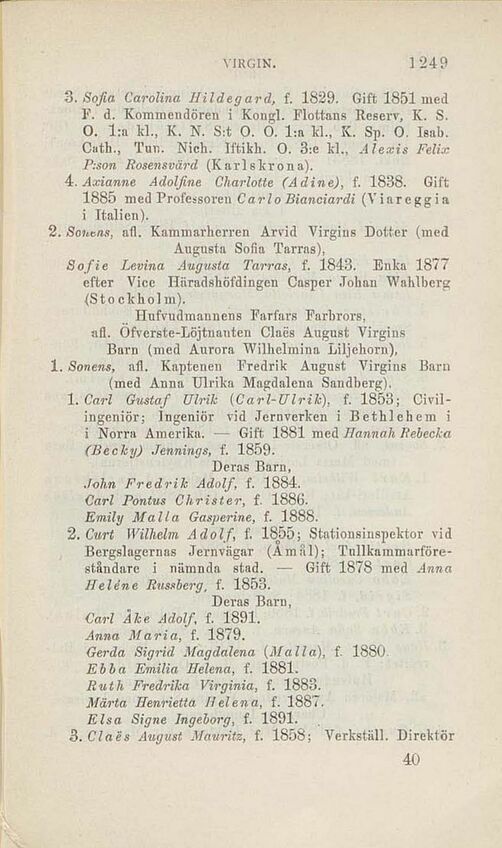 VIRGIN. 1249
3. Sofia Carolina Hildegard, f. 1829. Gift 1851 med
F. d. Kommendören i Kongl. Flottans Reserv, K. S.
O. 1:a kl., K. N. S:t O. O. 1:a kl., K. Sp. O. Isab.
Cath., Tun. Nich. Iftikh. O. 3:e kl., Alexis Felix
P:son Rosensvärd (Karlskrona).
4. Axianne Adolfine Charlotte (Adine), f. 1838. Gift
1885 med Professoren Carlo Bianciardi (Viareggia
i Italien).
2. Sonens, afl. Kammarherren Arvid Virgins Dotter (med
Augusta Sofia Tarras),
Sofie Levina Augusta Tarras, f. 1843. Enka 1877
efter Vice Häradshöfdingen Casper Johan Wahlberg
(Stockholm).
Hufvudmannens Farfars Farbrors,
afl. Öfverste-Löjtnanten Claës August Virgins
Barn (med Aurora Wilhelmina Liljehorn),
1. Sonens, afl. Kaptenen Fredrik August Virgins Barn
(med Anna Ulrika Magdalena Sandberg).
1. Carl Gustaf Ulrik (Carl-Ulrik), f. 1853; Civil-
ingeniör; Ingeniör vid Jernverken i Bethlehem i
i Norra Amerika. — Gift 1881 med Hannah Rebecka
(Becky) Jennings, f. 1859.
Deras Barn,
John Fredrik Adolf, f. 1884.
Carl Pontus Christer, f. 1886.
Emily Malla Gasperine, f. 1888.
2. Curt Wilhelm Adolf, f. 1855; Stationsinspektor vid
Bergslagernas Jernvägar (Åmål); Tullkammarföre-
ståndare i nämnda stad. — Gift 1878 med Anna
Heléne Russberg, f. 1853.
Deras Barn,
Carl Åke Adolf, f. 1891.
Anna Maria, f. 1879.
Gerda Sigrid Magdalena (Malla), f. 1880.
Ebba Emilia Helena, f. 1881.
Ruth Fredrika Virginia, f. 1883.
Märta Henrietta Helena, f. 1887.
Elsa Signe Ingeborg, f. 1891.
3. Claës August Mauritz, f. 1858; Verkställ. Direktör
40